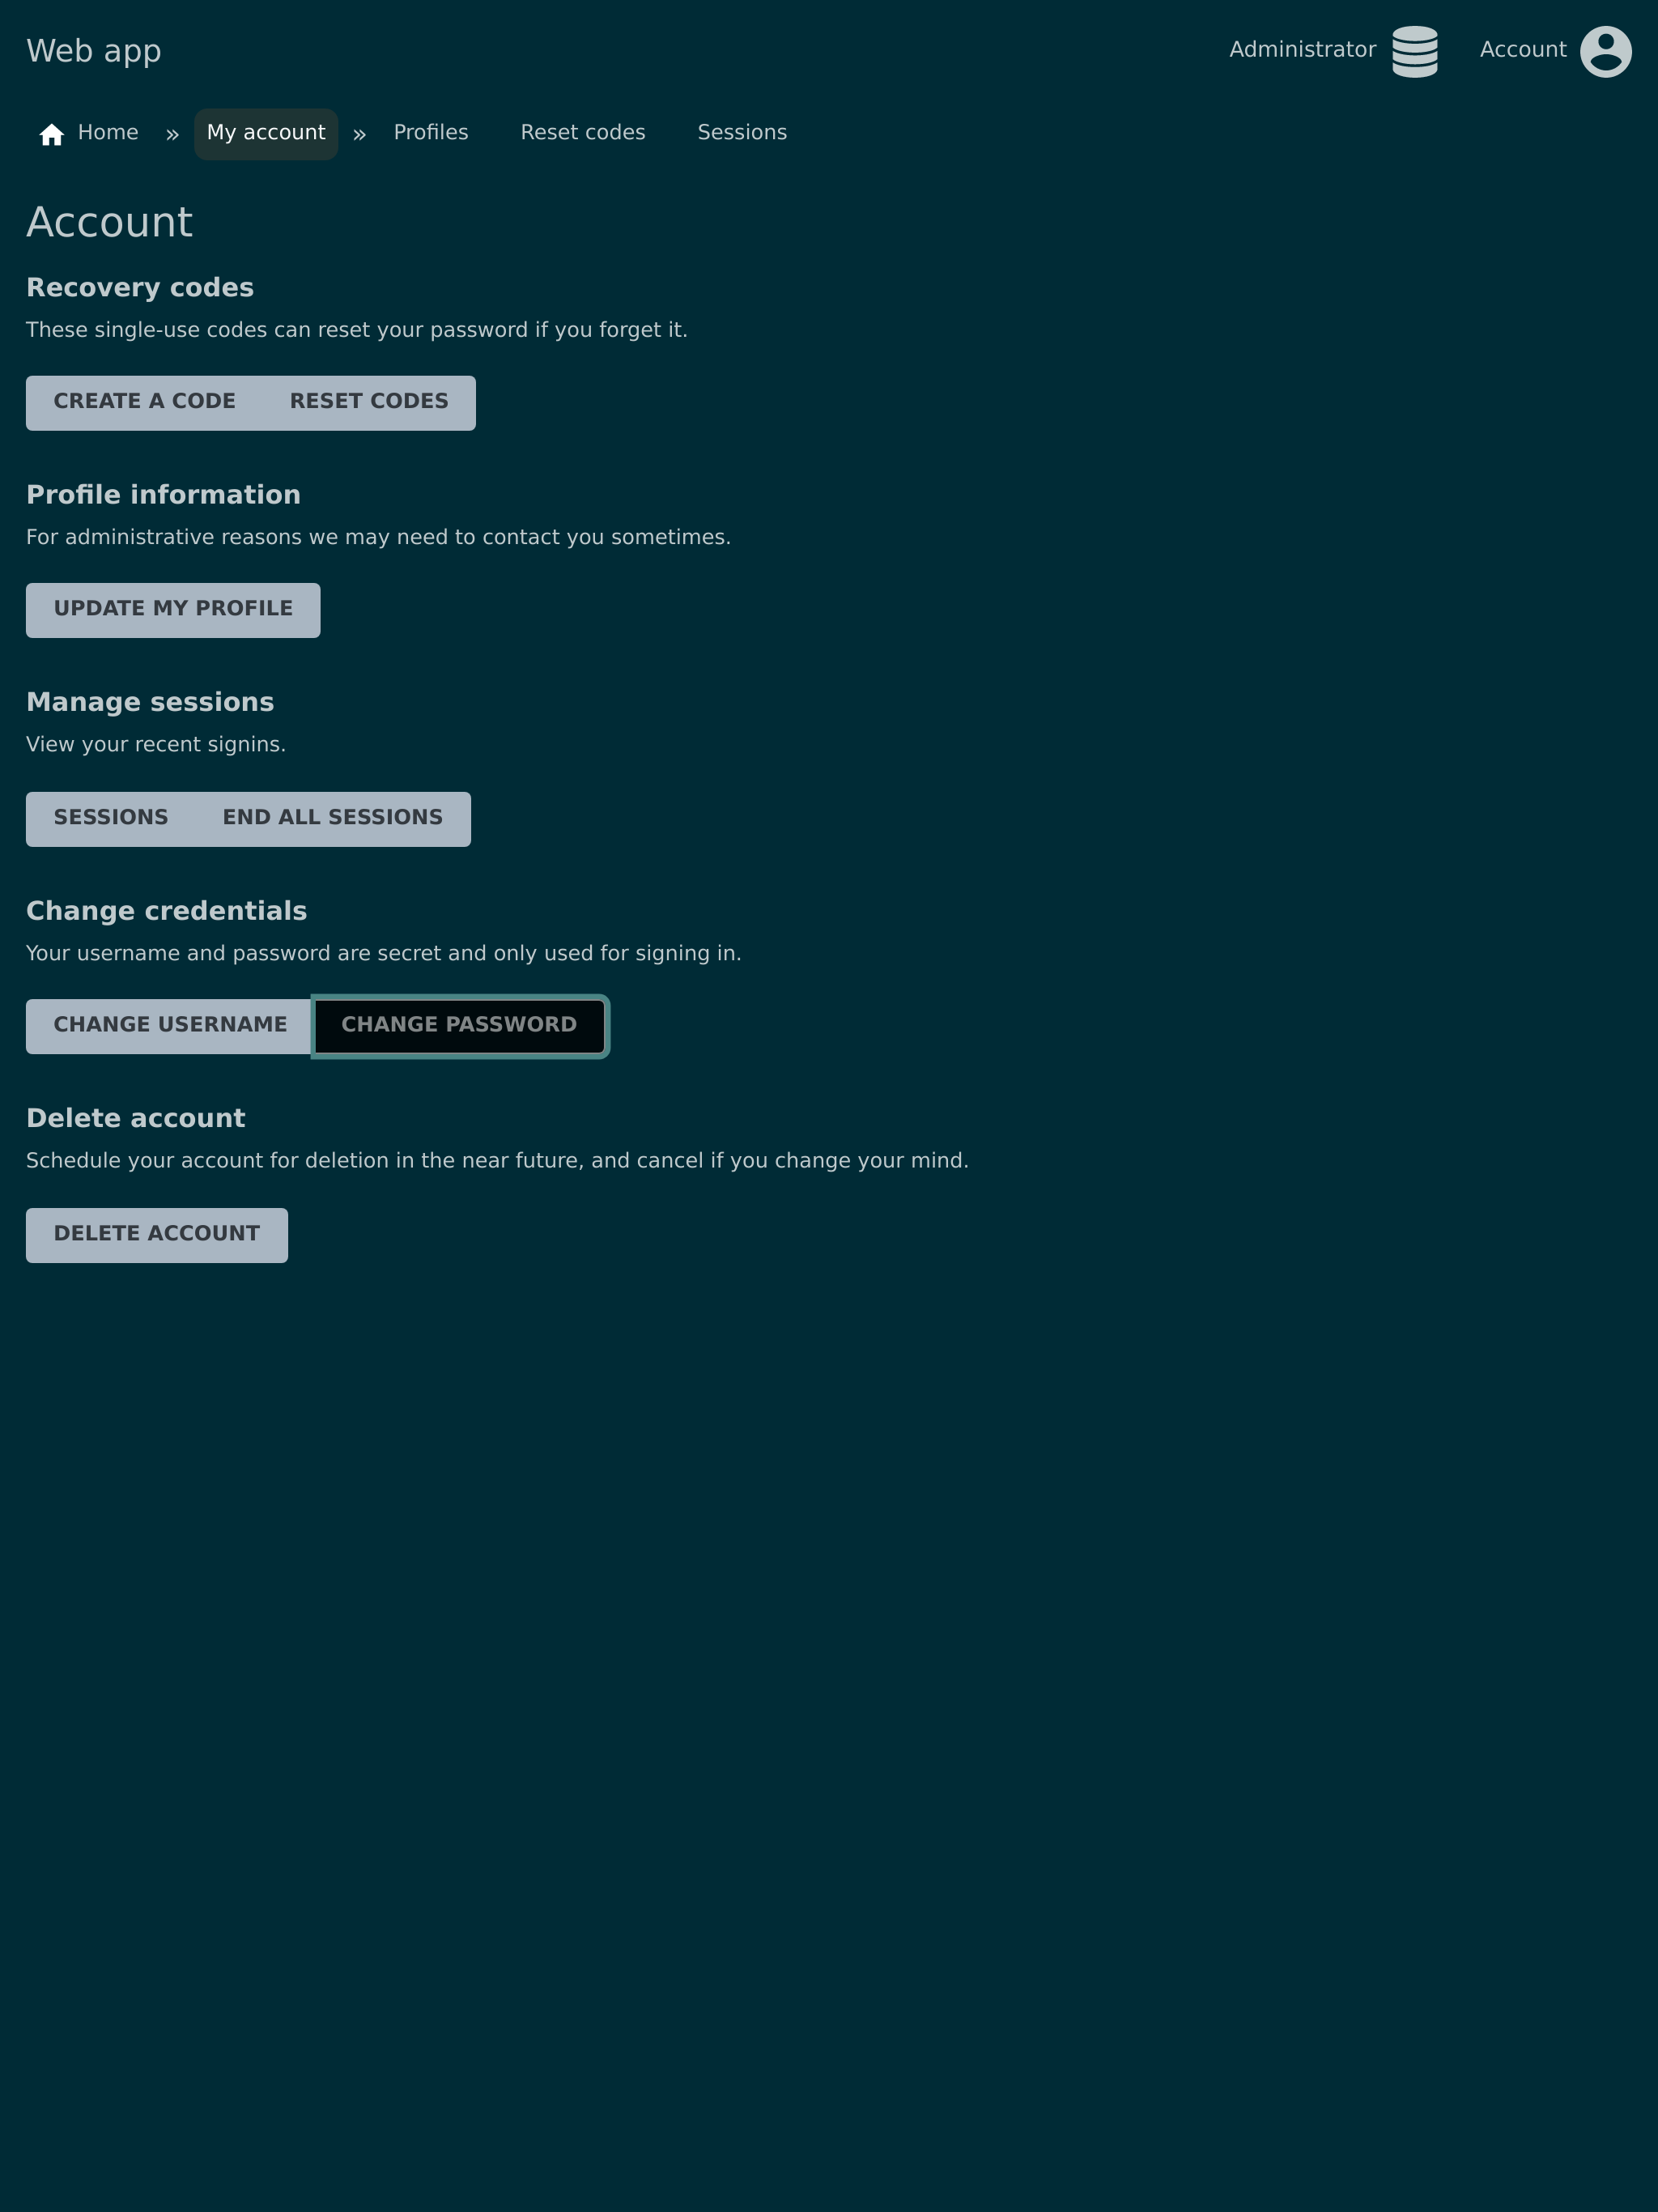 Web app
Administrator
Account
Home » My account » Profiles Reset codes Sessions
Account
Recovery codes
These single-use codes can reset your password if you forget it.
CREATE A CODE RESET CODES
Profile information
For administrative reasons we may need to contact you sometimes.
UPDATE MY PROFILE
Manage sessions
View your recent signins.
SESSIONS END ALL SESSIONS
Change credentials
Your username and password are secret and only used for signing in.
CHANGE USERNAME CHANGE PASSWORD
Delete account
Schedule your account for deletion in the near future, and cancel if you change your mind.
DELETE ACCOUNT